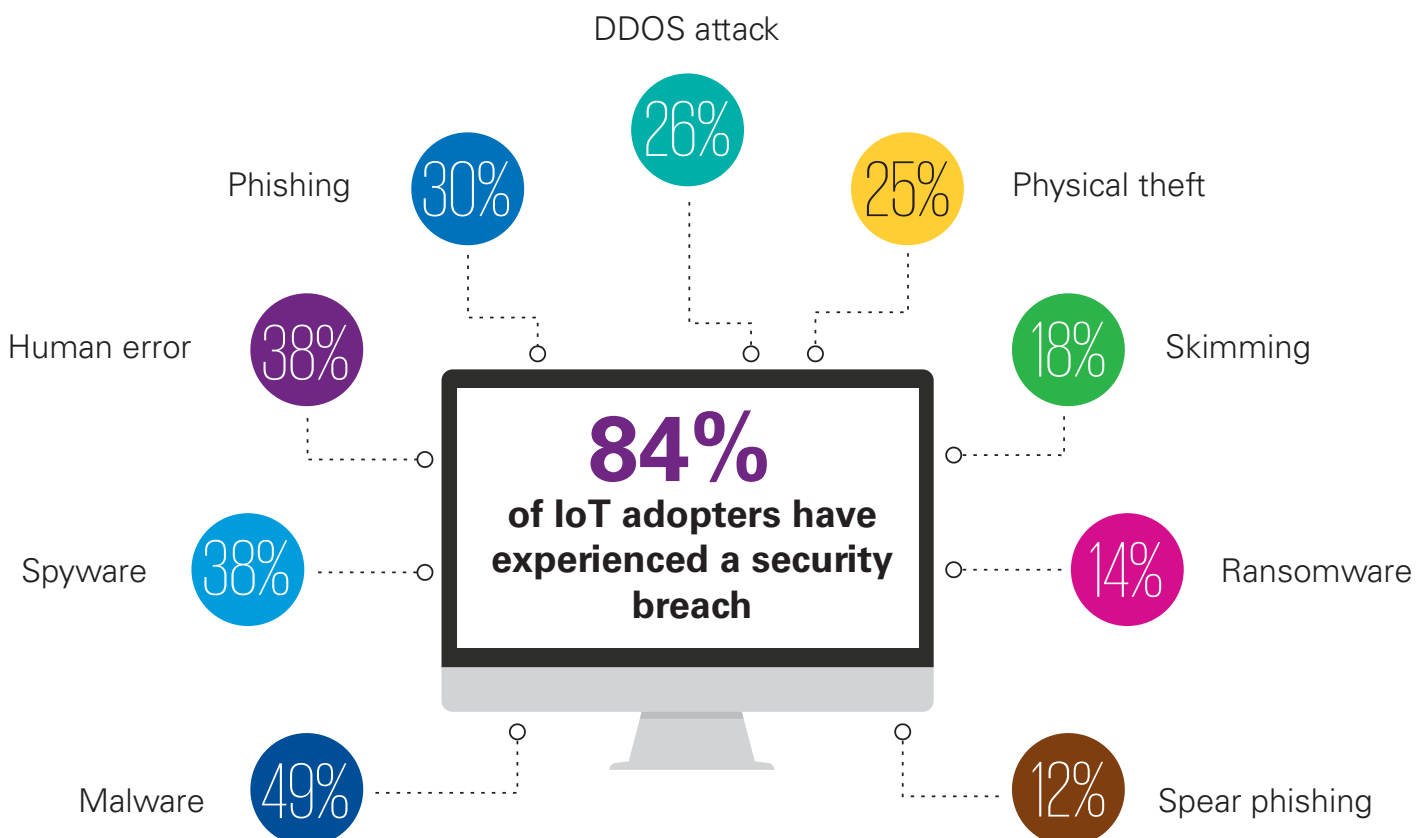 DDOS attack
26%
Phishing
30%
25%
Physical theft
Human error
38%
18%
Skimming
84%
of IoT adopters have
experienced a security
breach
Spyware
38%
14%
Ransomware
Malware
49%
12%
Spear phishing